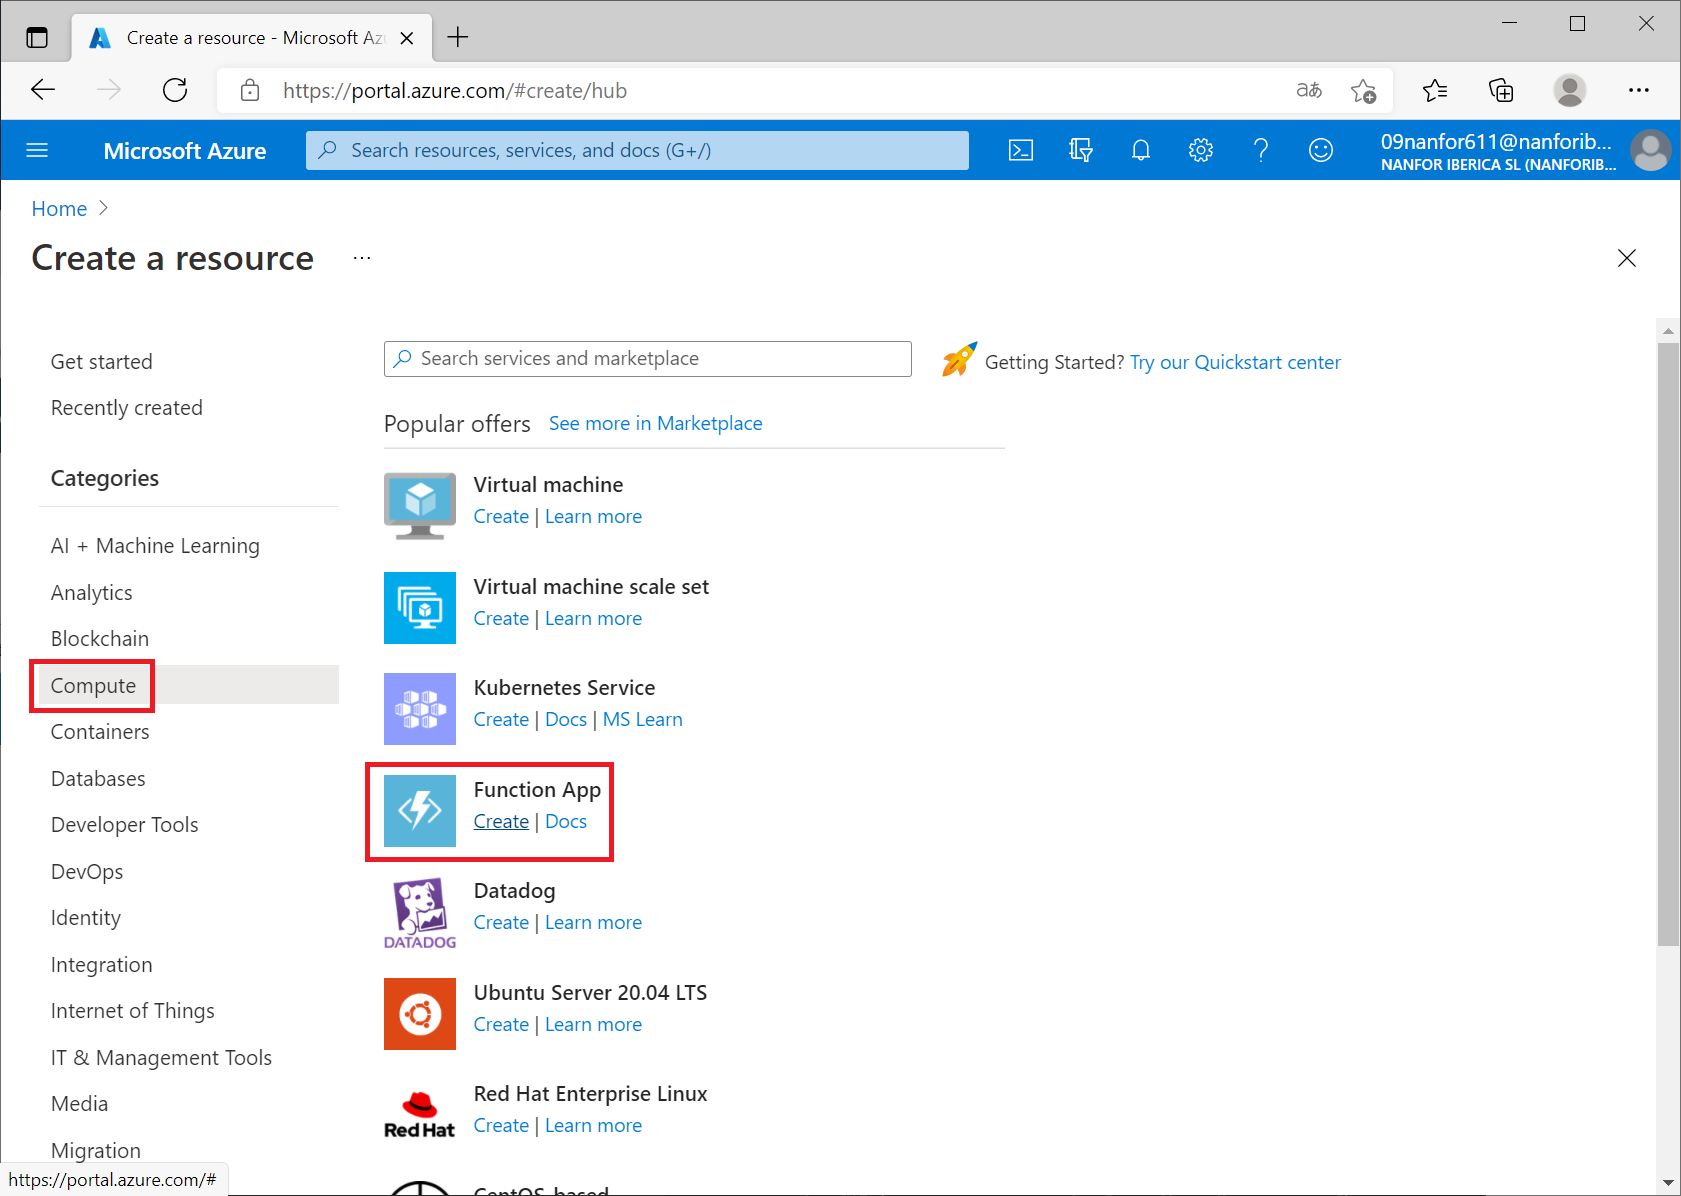 Create a resource - Microsoft Az
https://portal.azure.com/#create/hub
aあ
Microsoft Azure
Search resources, services, and docs (G+/)
09nanfor611@nanforib...
NANFOR IBERICA SL (NANFORIB...
Home >
Create a resource ...
Get started
Recently created
Categories
AI + Machine Learning
Analytics
Blockchain
Compute
Containers
Databases
Developer Tools
DevOps
Identity
Integration
Internet of Things
IT & Management Tools
Media
Migration
Search services and marketplace
Getting Started? Try our Quickstart center
Popular offers See more in Marketplace
Virtual machine
Create | Learn more
Virtual machine scale set
Create | Learn more
Kubernetes Service
Create | Docs | MS Learn
Function App
Create | Docs
DATADOG
Datadog
Create | Learn more
Ubuntu Server 20.04 LTS
Create | Learn more
Red Hat
Red Hat Enterprise Linux
Create | Learn more
CentOS-based
https://portal.azure.com/#